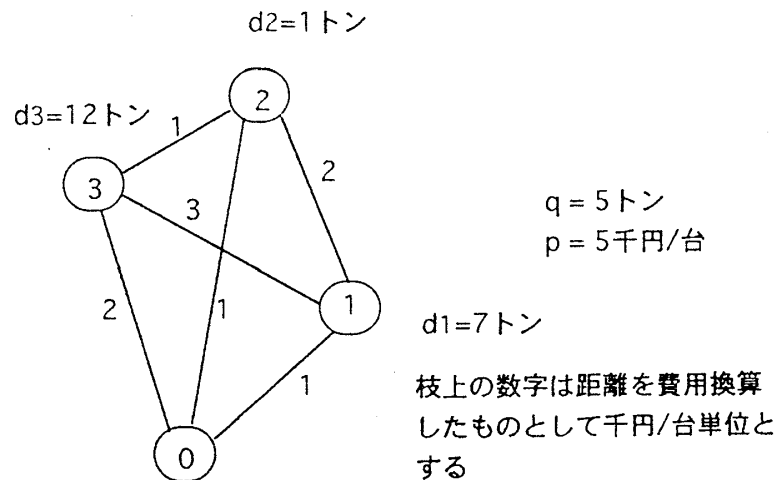 d2=1トン
2
d3=12トン
1
3
2
3
q = 5トン
p = 5千円/台
1
2
1
d1=7トン
1
枝上の数字は距離を費用換算
したものとして千円/台単位と
する
0